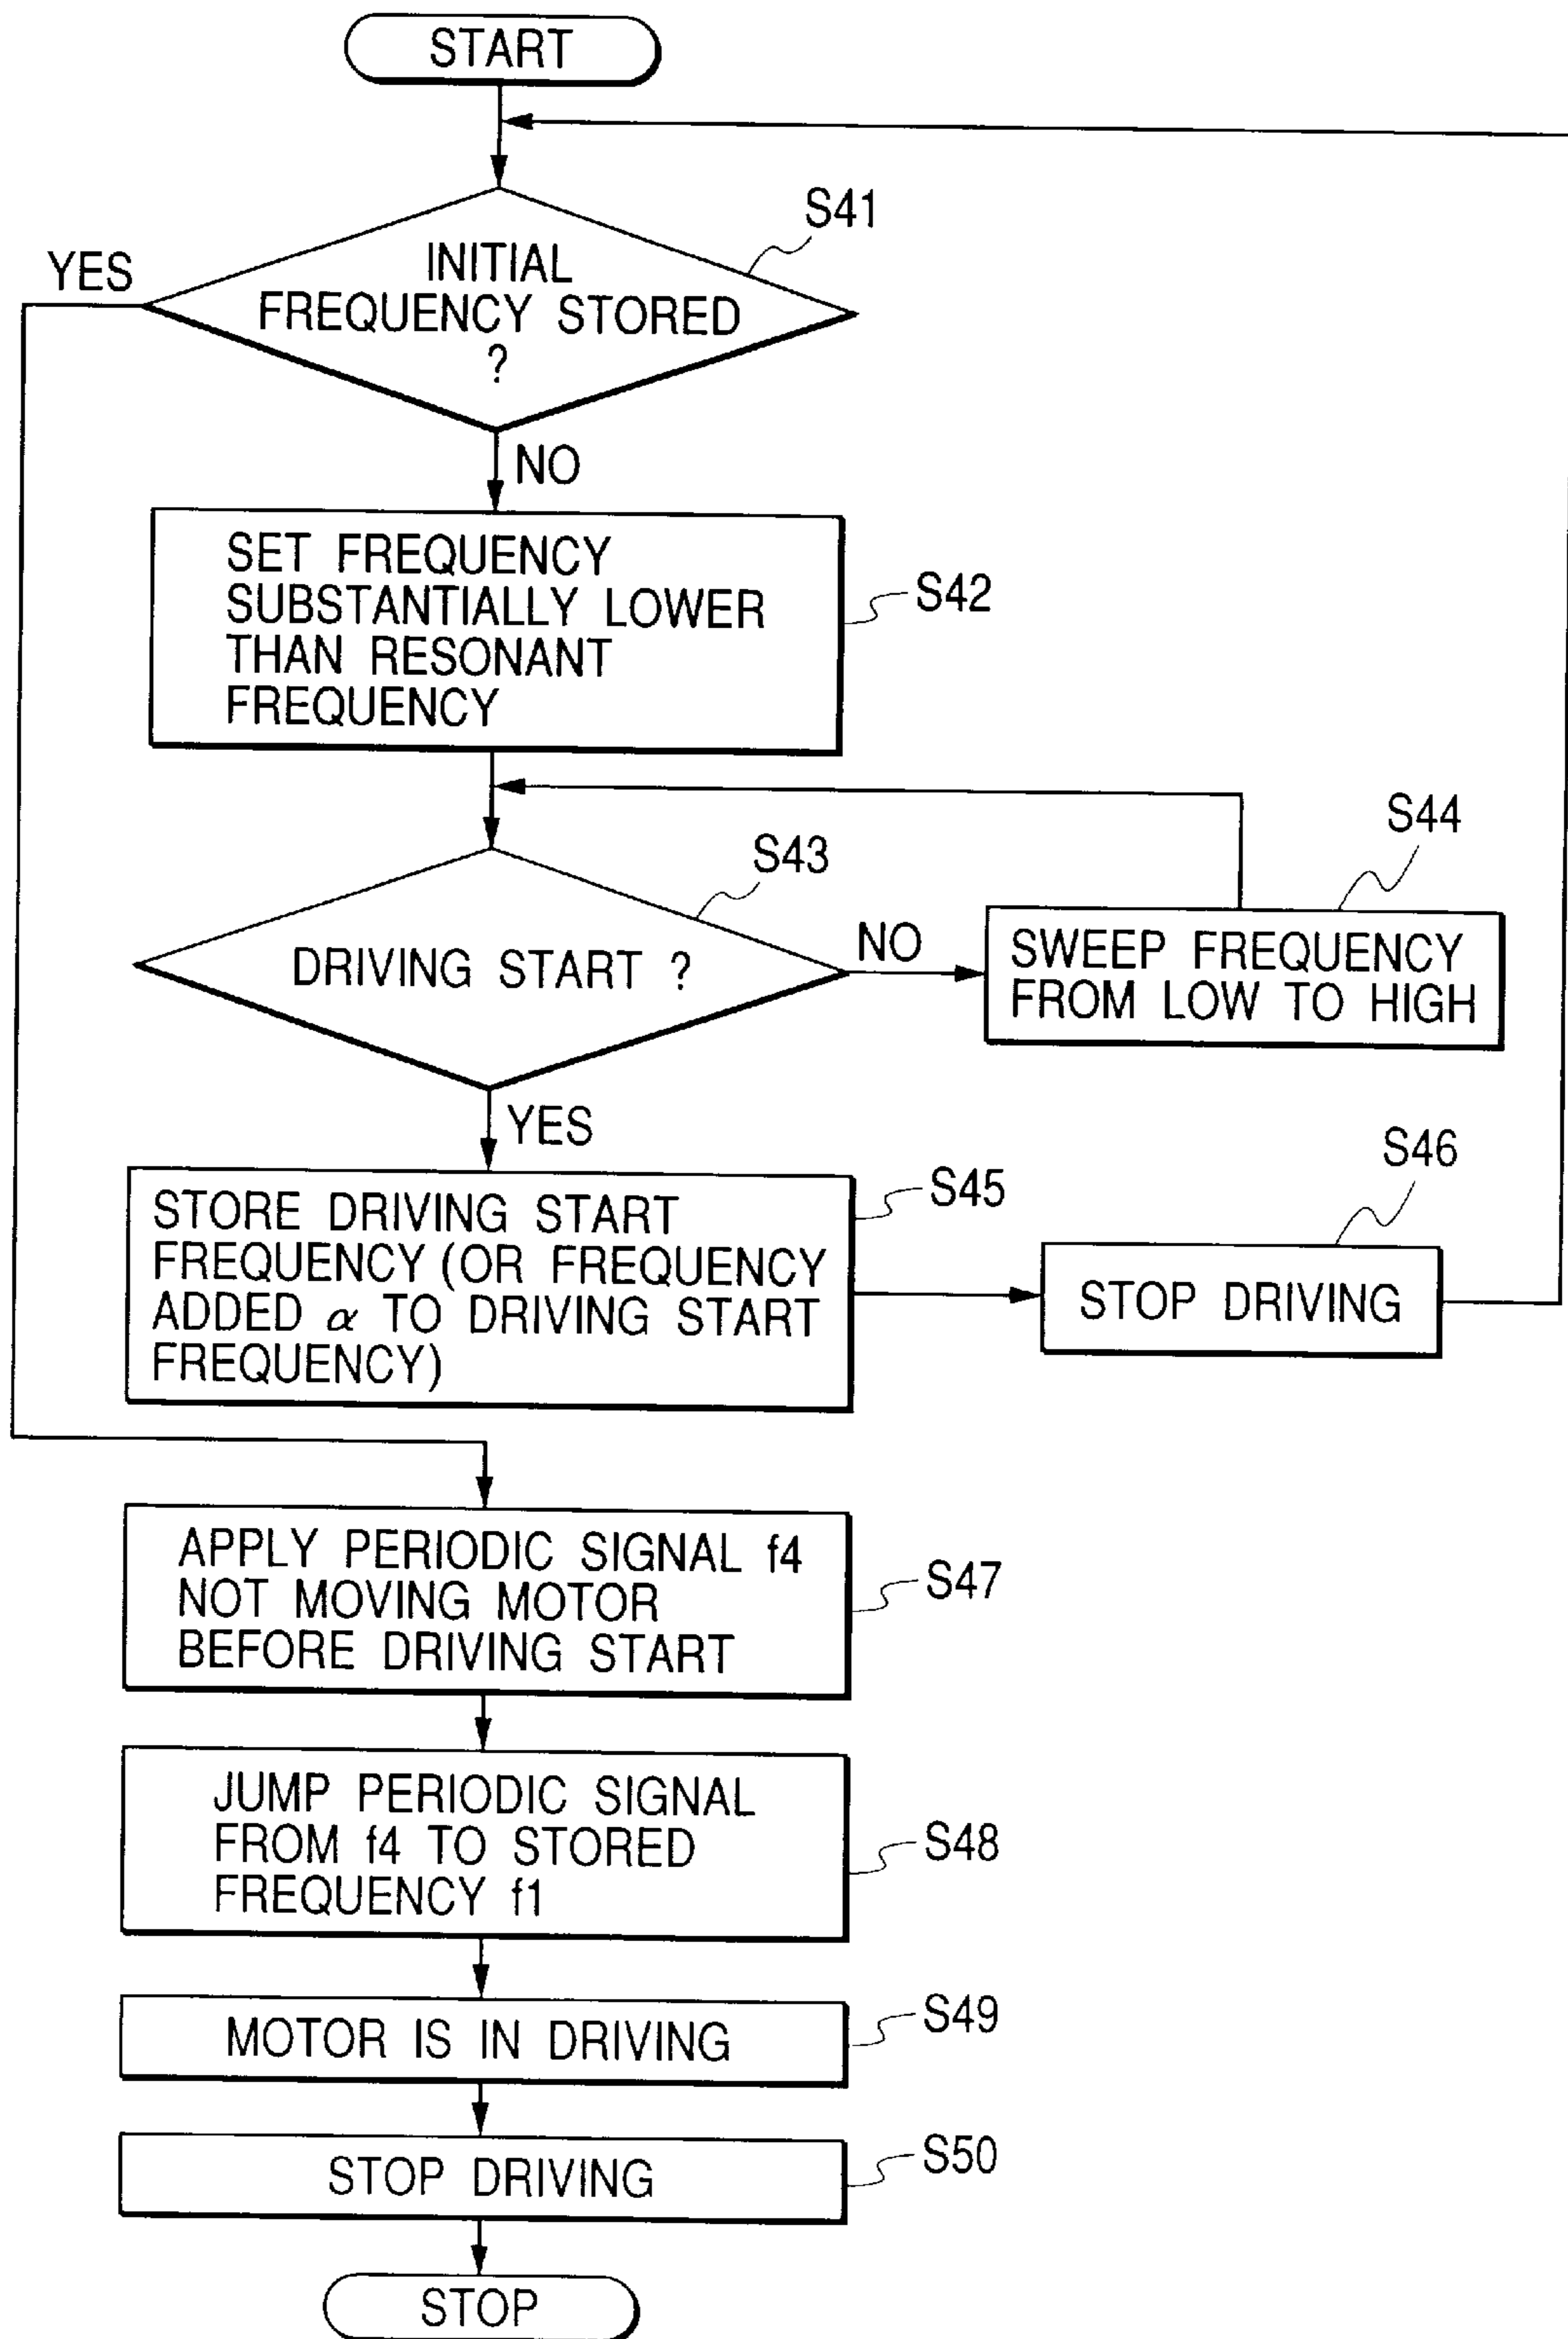 START
S41
YES
INITIAL
FREQUENCY STORED
?
NO
SET FREQUENCY
SUBSTANTIALLY LOWER
THAN RESONANT
FREQUENCY
S42
S44
S43
DRIVING START ?
NO
SWEEP FREQUENCY
FROM LOW TO HIGH
YES
S46
S45
STORE DRIVING START
FREQUENCY (OR FREQUENCY
ADDED α TO DRIVING START
FREQUENCY)
STOP DRIVING
APPLY PERIODIC SIGNAL f4
NOT MOVING MOTOR
BEFORE DRIVING START
S47
JUMP PERIODIC SIGNAL
FROM f4 TO STORED
FREQUENCY f1
S48
MOTOR IS IN DRIVING
S49
STOP DRIVING
S50
STOP